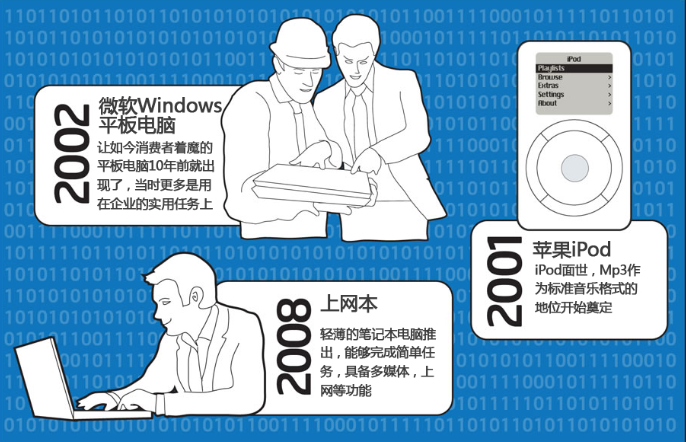 2002
微软Windows
平板电脑
让如今消费者着魔的
平板电脑10年前就出
现了，当时更多是用
在企业的实用任务上
iPod
Playlists
Browse >
Extras >
Settings >
About >
2001
苹果iPod
iPod面世，Mp3作
为标准音乐格式的
地位开始奠定
2008
上网本
轻薄的笔记本电脑推
出，能够完成简单任
务，具备多媒体，上
网等功能